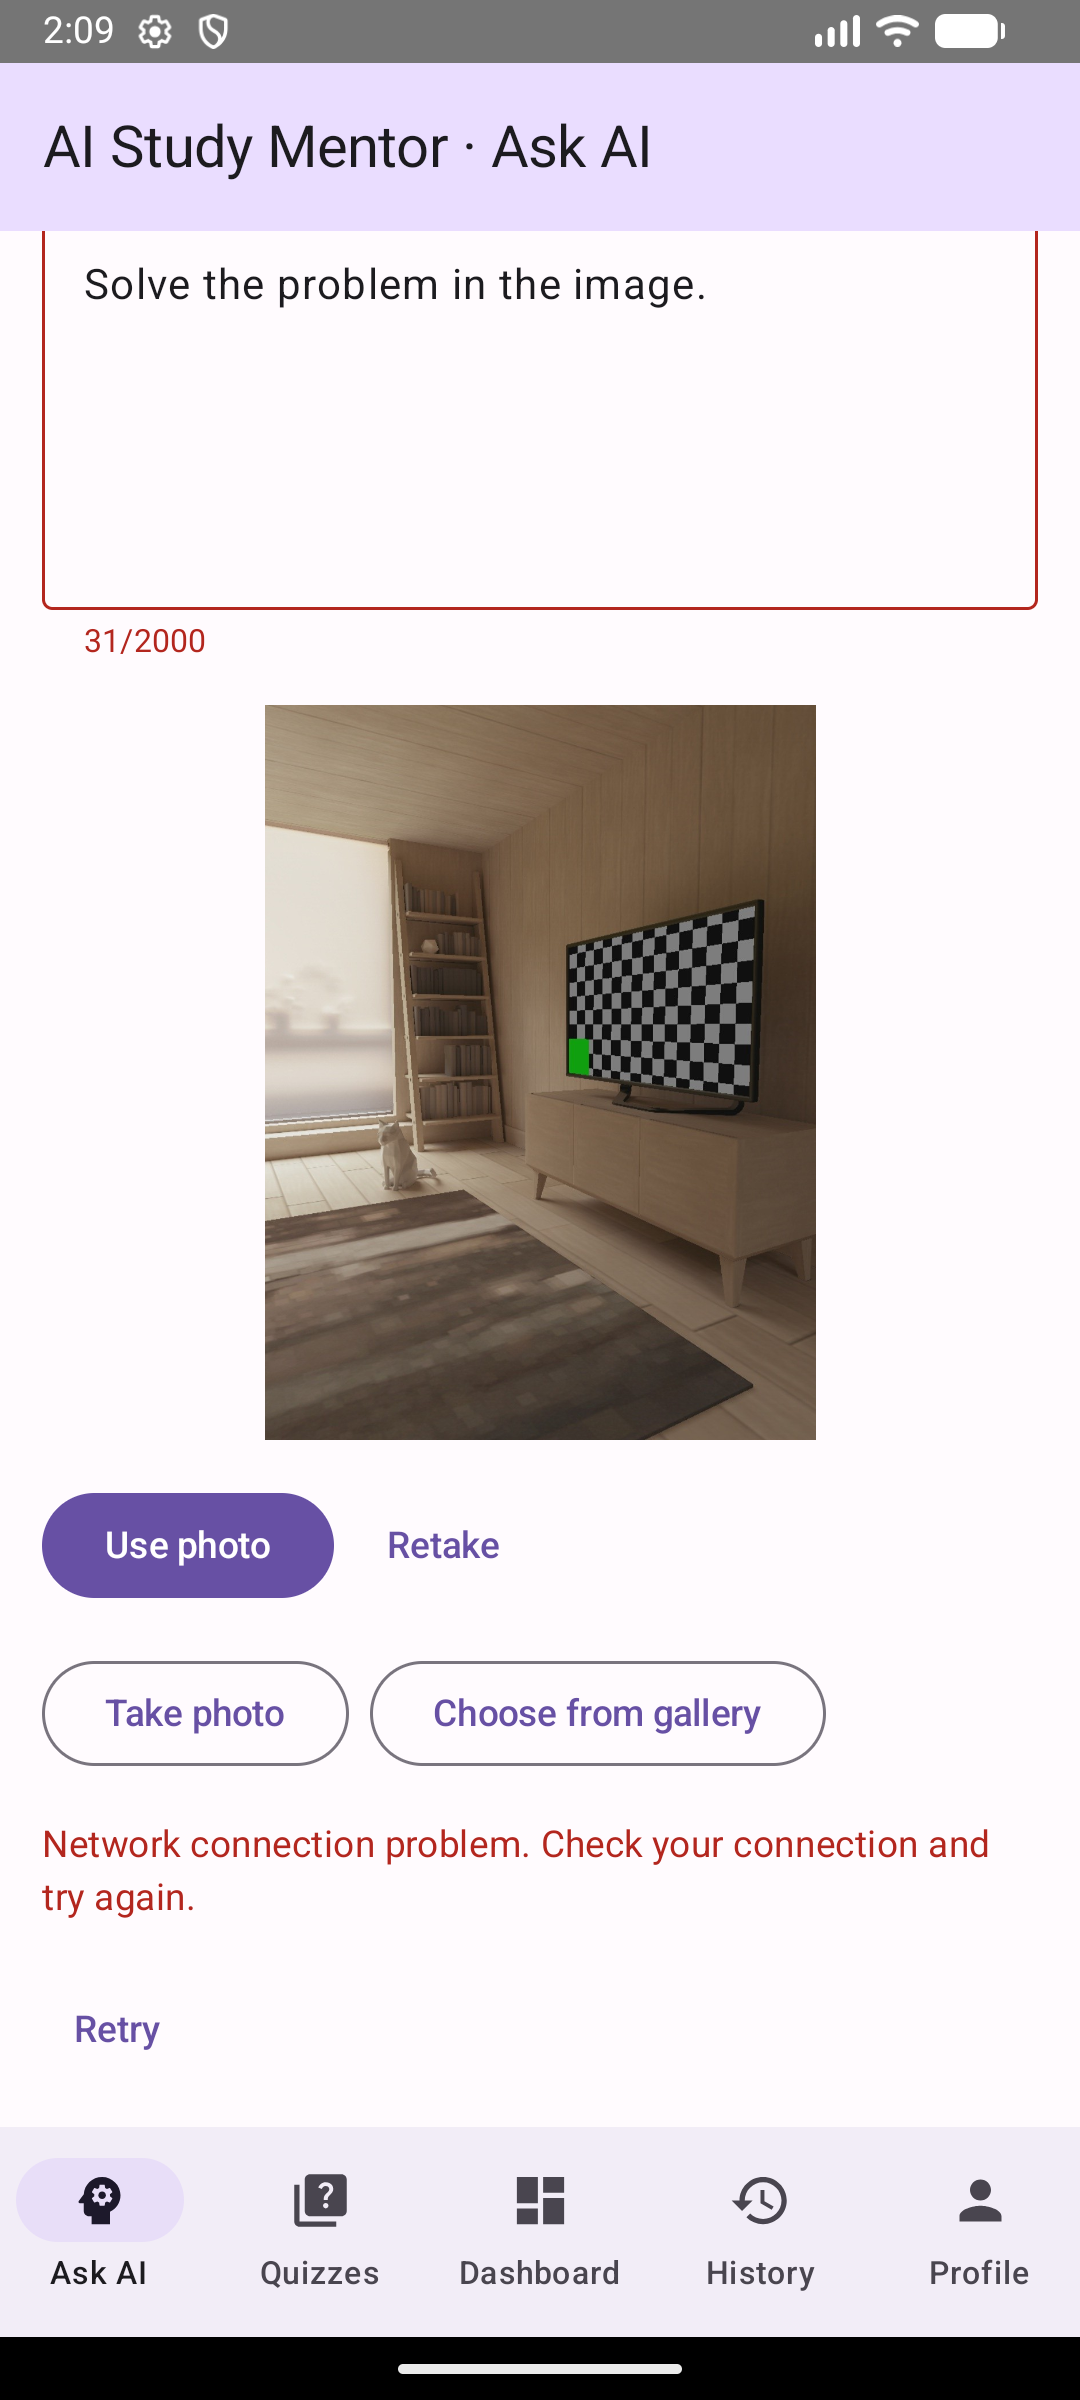 2:09
AI Study Mentor · Ask AI
Solve the problem in the image.
31/2000
Use photo
Retake
Take photo
Choose from gallery
Network connection problem. Check your connection and
try again.
Retry
Ask AI
Quizzes
Dashboard
History
Profile